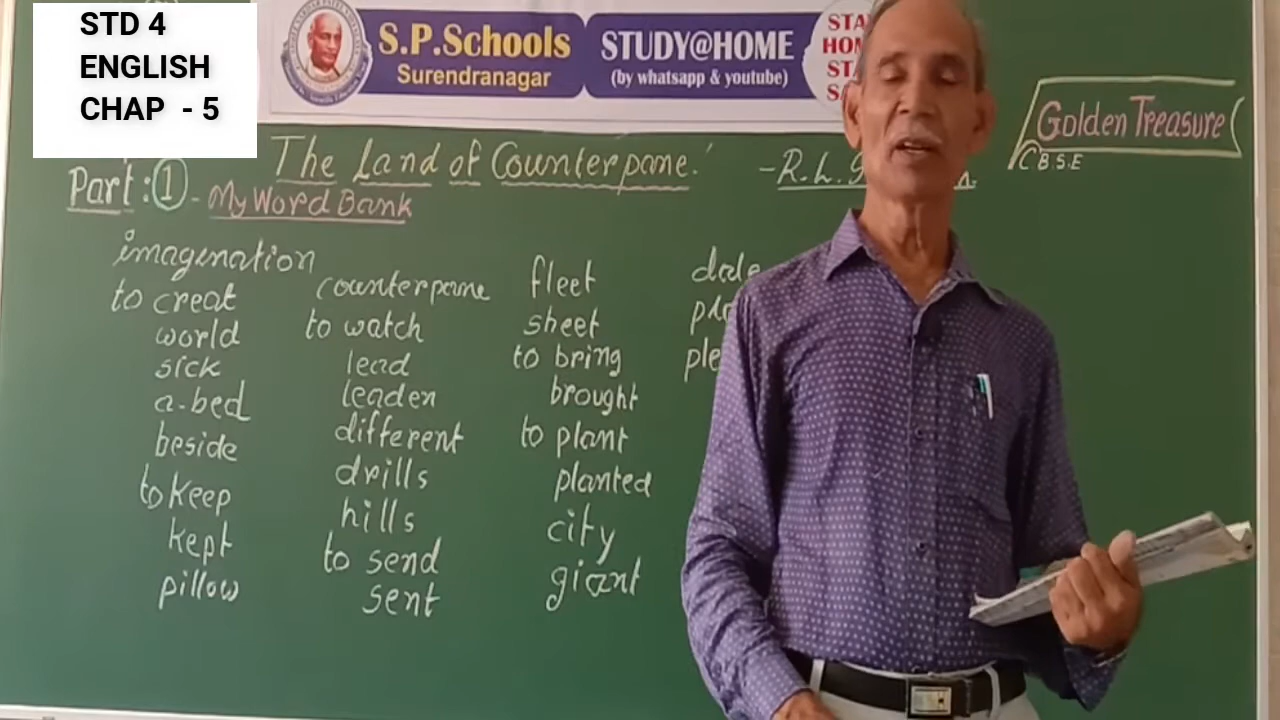 STD 4
ENGLISH
CHAP - 5
S.P.Schools
Surendranagar
STUDY@HOME
(by whatsapp & youtube)
Golden Treasure
C.B.S.E
The Land of Counterpane.'
- R. L.
Part: 1 - My Word Bank
imagination
to creat
world
sick
a-bed
beside
to keep
kept
pillow
counterpane
to watch
lead
leaden
different
drills
hills
to send
sent
fleet
sheet
to bring
brought
to plant
planted
city
giant
dale